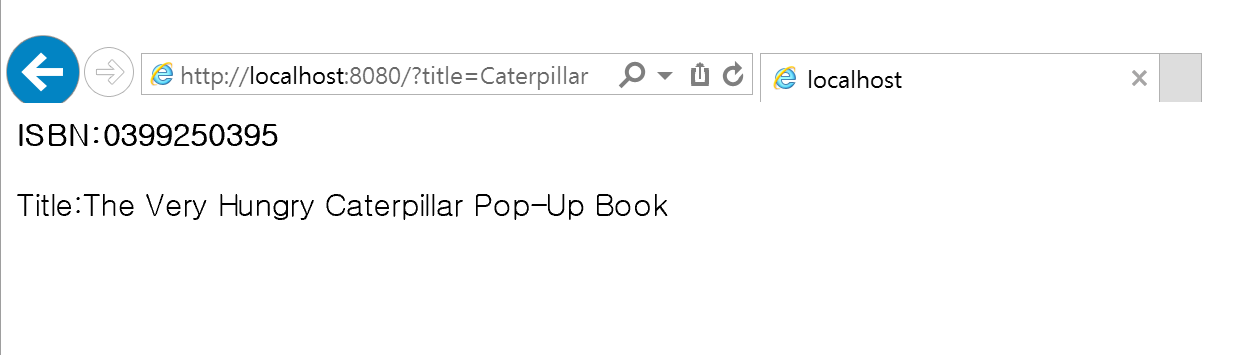 http://localhost:8080/?title=Caterpillar
localhost
ISBN:0399250395
Title:The Very Hungry Caterpillar Pop-Up Book